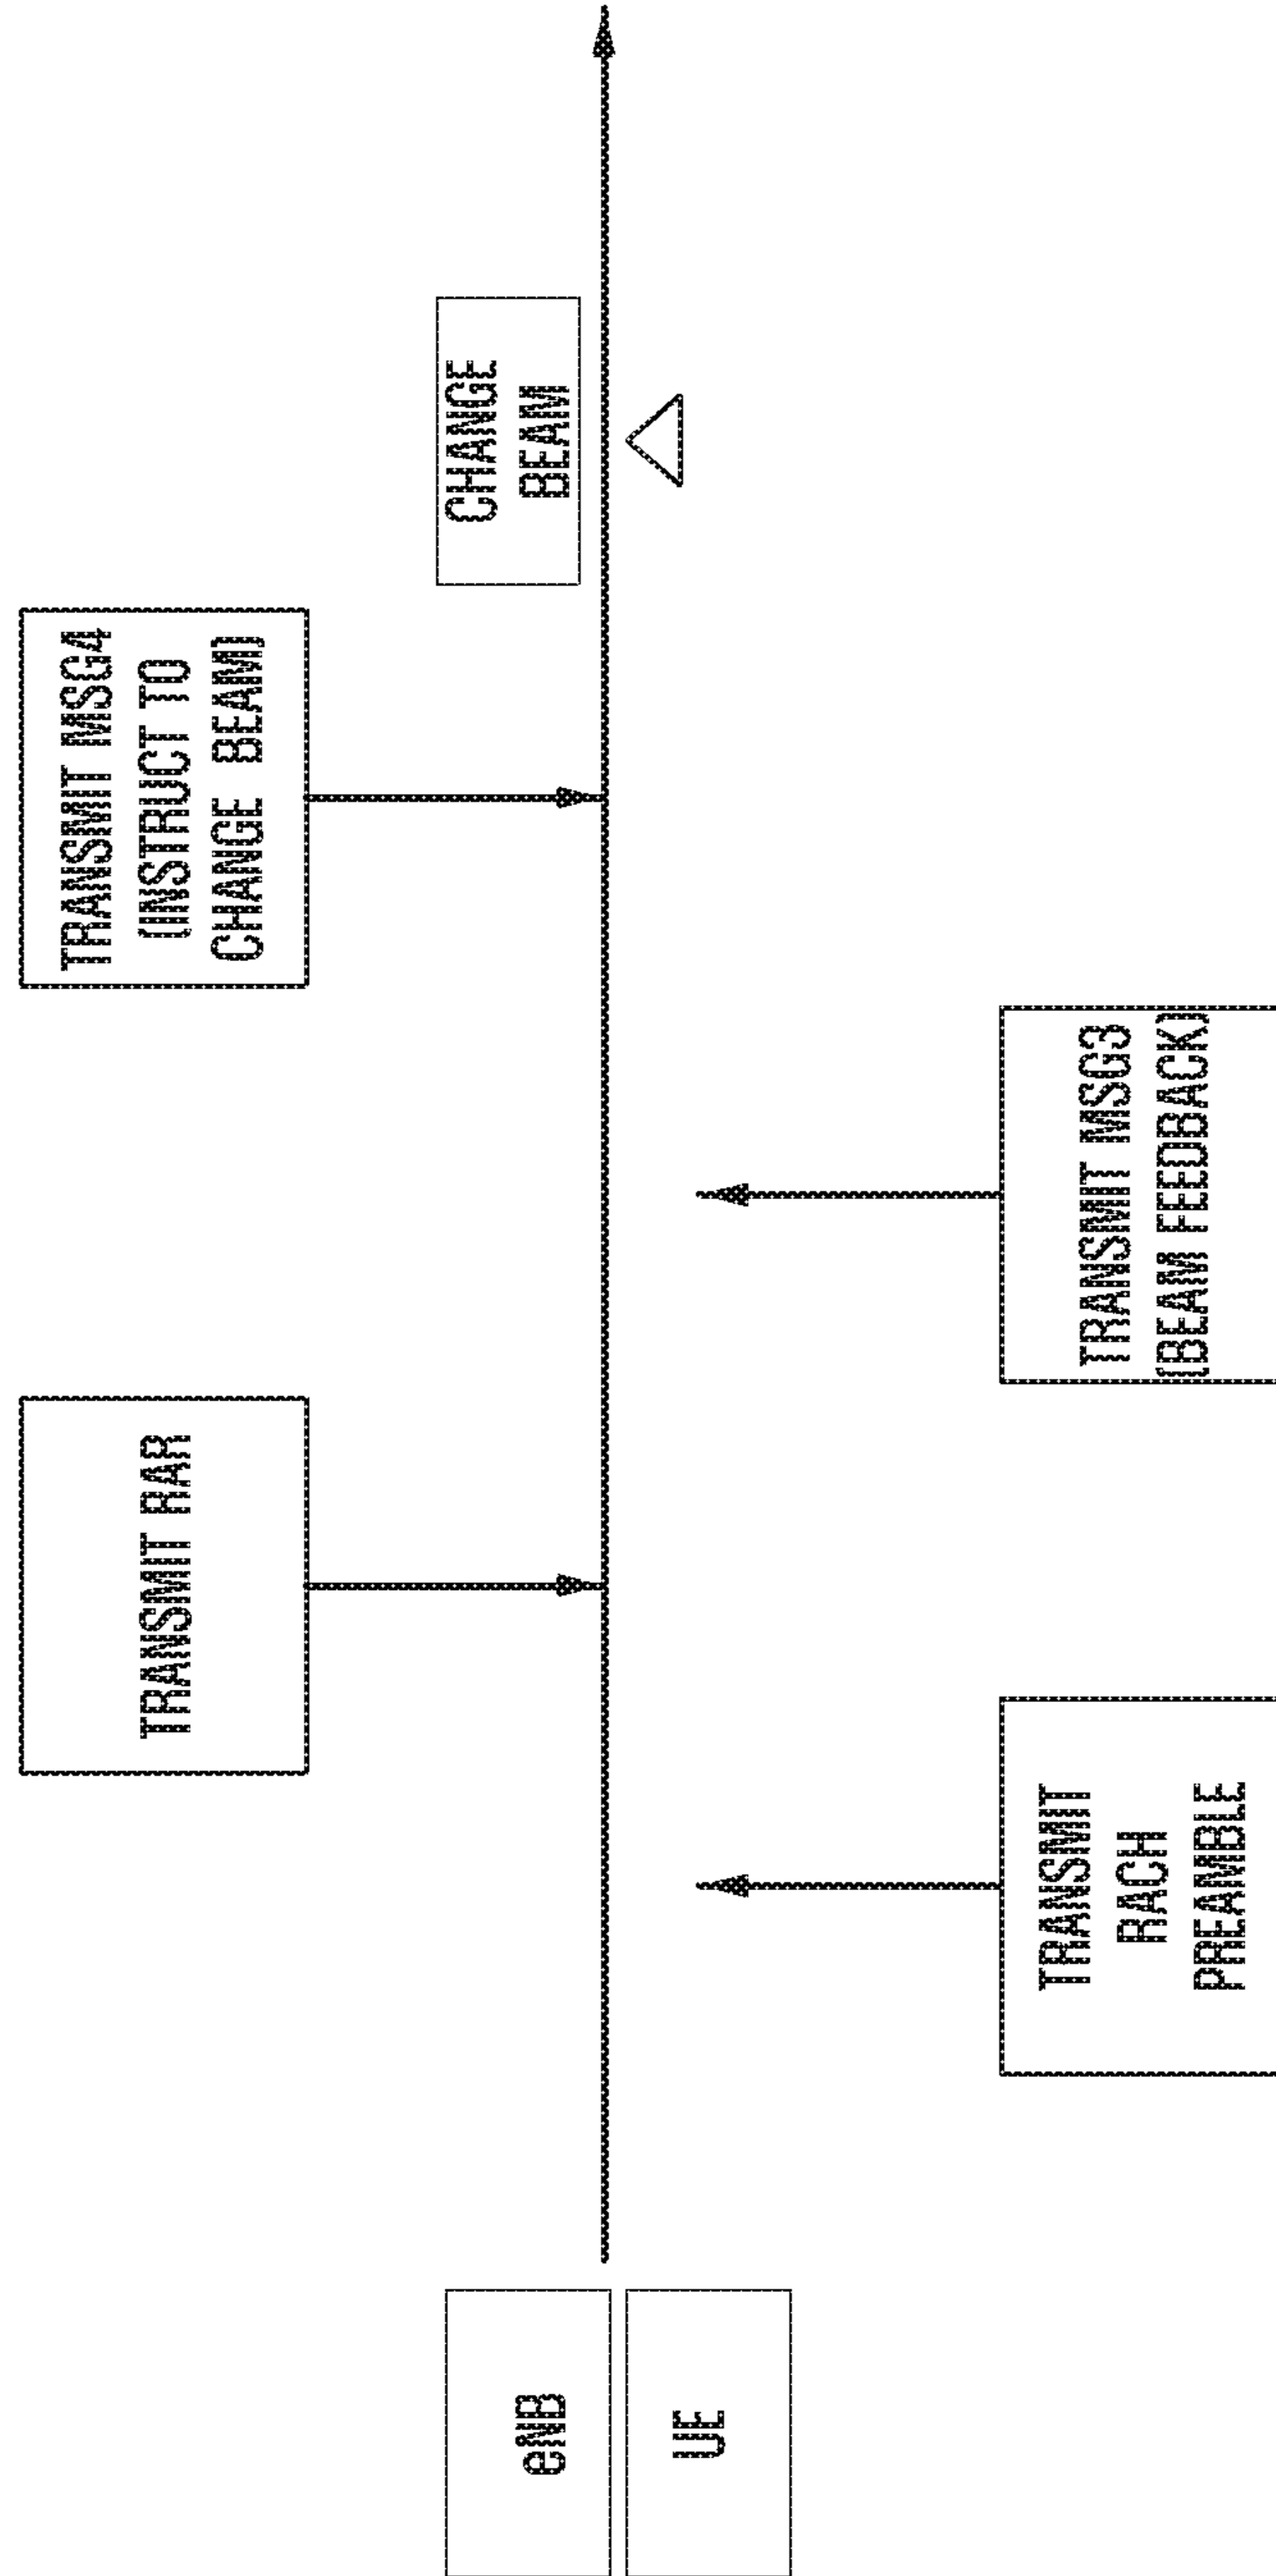 eNB
UE
TRANSMIT
RACH
PREAMBLE
TRANSMIT RAR
TRANSMIT MSG3
(BEAM FEEDBACK)
TRANSMIT MSG4
(INSTRUCT TO
CHANGE BEAM)
CHANGE
BEAM